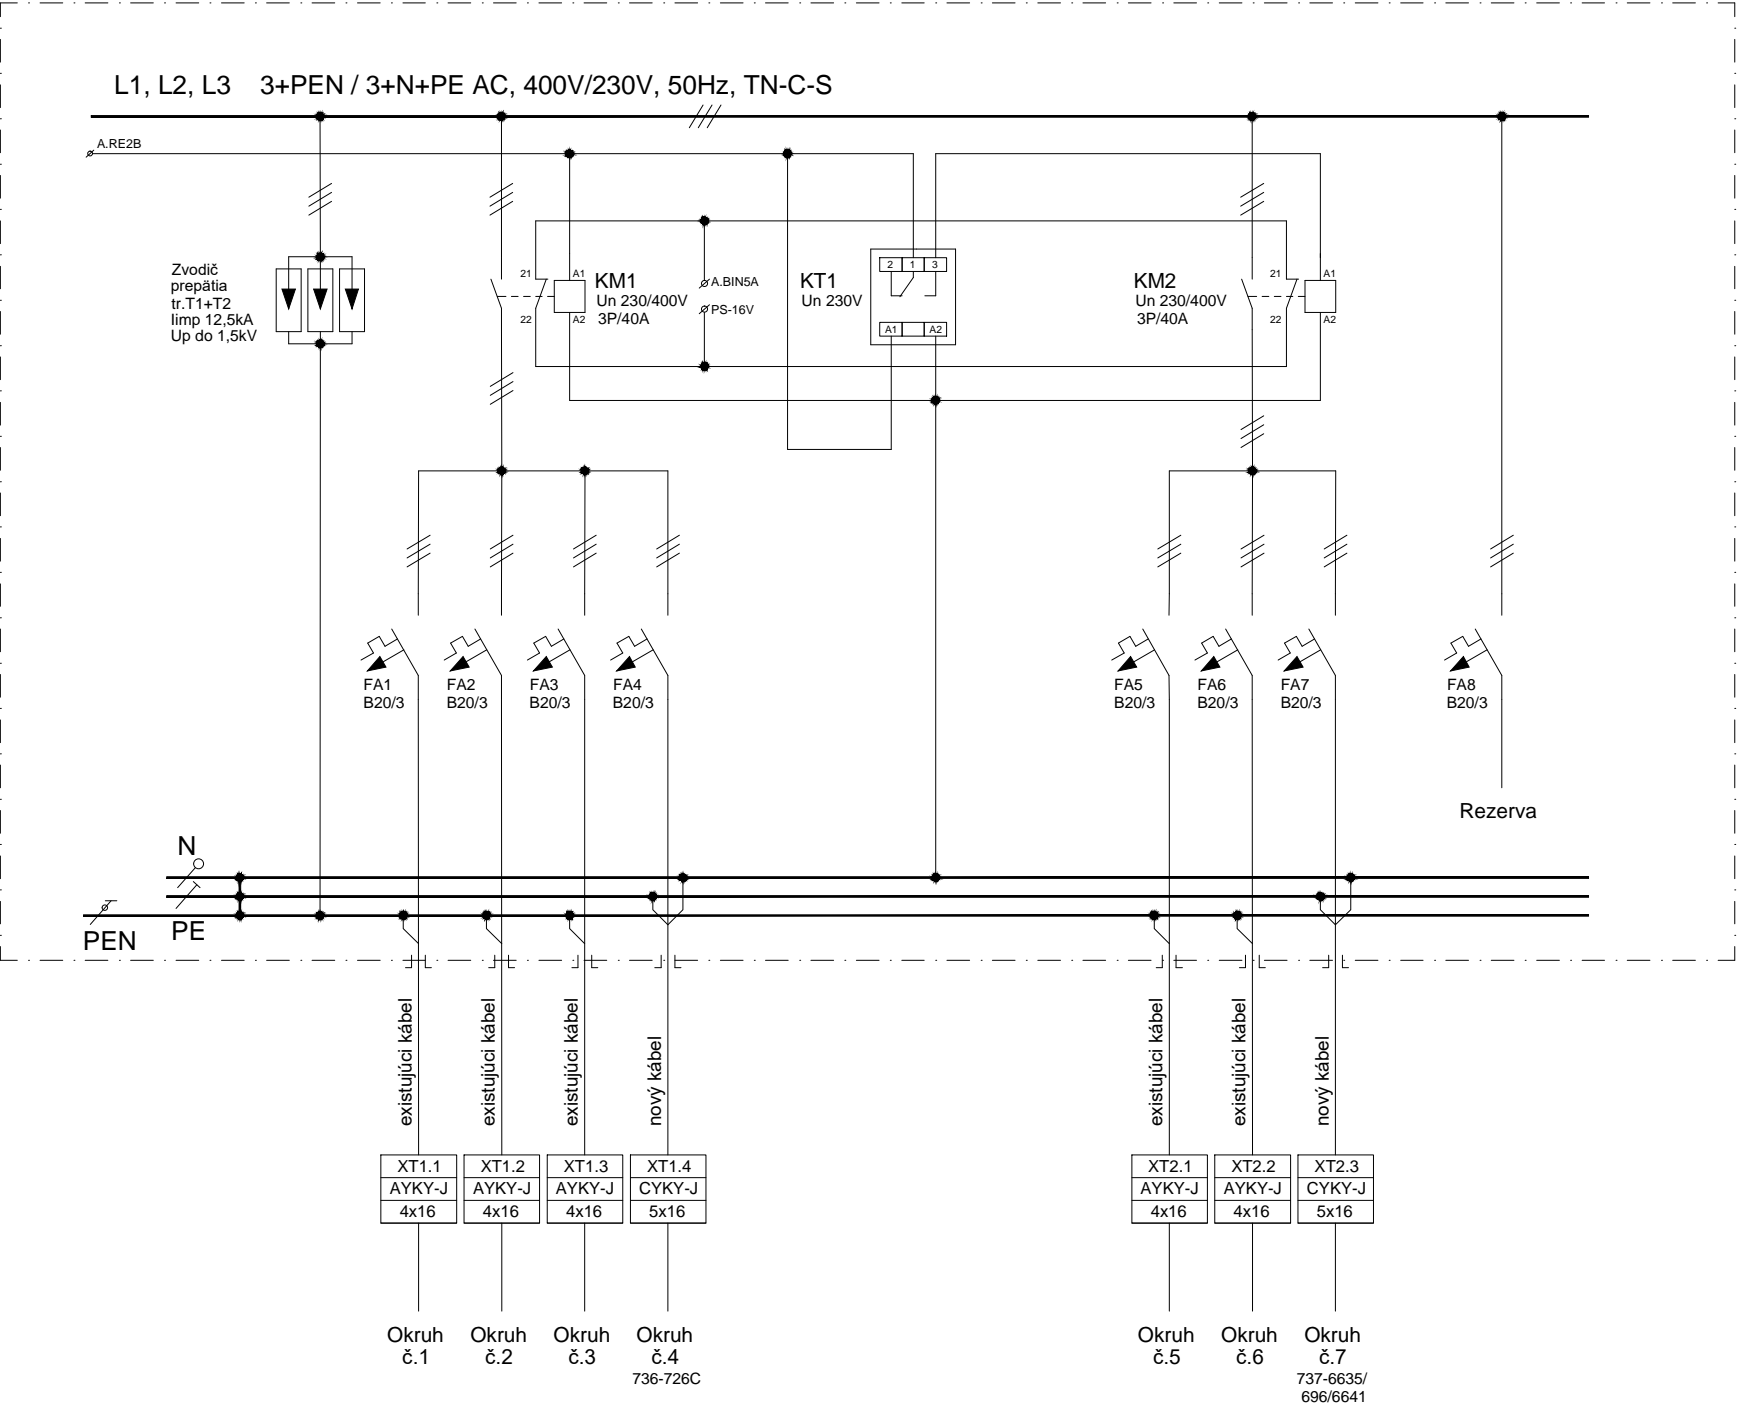 L1, L2, L3 3+PEN / 3+N+PE AC, 400V/230V, 50Hz, TN-C-S
A.RE2B
Zvodič
prepätia
tr.T1+T2
Iimp 12,5kA
Up do 1,5kV
21
22
A1
A2
KM1
Un 230/400V
3P/40A
A.BIN5A
PS-16V
KT1
Un 230V
2 1 3
A1 A2
KM2
Un 230/400V
3P/40A
21
22
A1
A2
FA1
B20/3
FA2
B20/3
FA3
B20/3
FA4
B20/3
FA5
B20/3
FA6
B20/3
FA7
B20/3
FA8
B20/3
Rezerva
N
PE
PEN
existujúci kábel
existujúci kábel
existujúci kábel
nový kábel
existujúci kábel
existujúci kábel
nový kábel
XT1.1
AYKY-J
4x16
XT1.2
AYKY-J
4x16
XT1.3
AYKY-J
4x16
XT1.4
CYKY-J
5x16
XT2.1
AYKY-J
4x16
XT2.2
AYKY-J
4x16
XT2.3
CYKY-J
5x16
Okruh
č.1
Okruh
č.2
Okruh
č.3
Okruh
č.4
736-726C
Okruh
č.5
Okruh
č.6
Okruh
č.7
737-6635/
696/6641